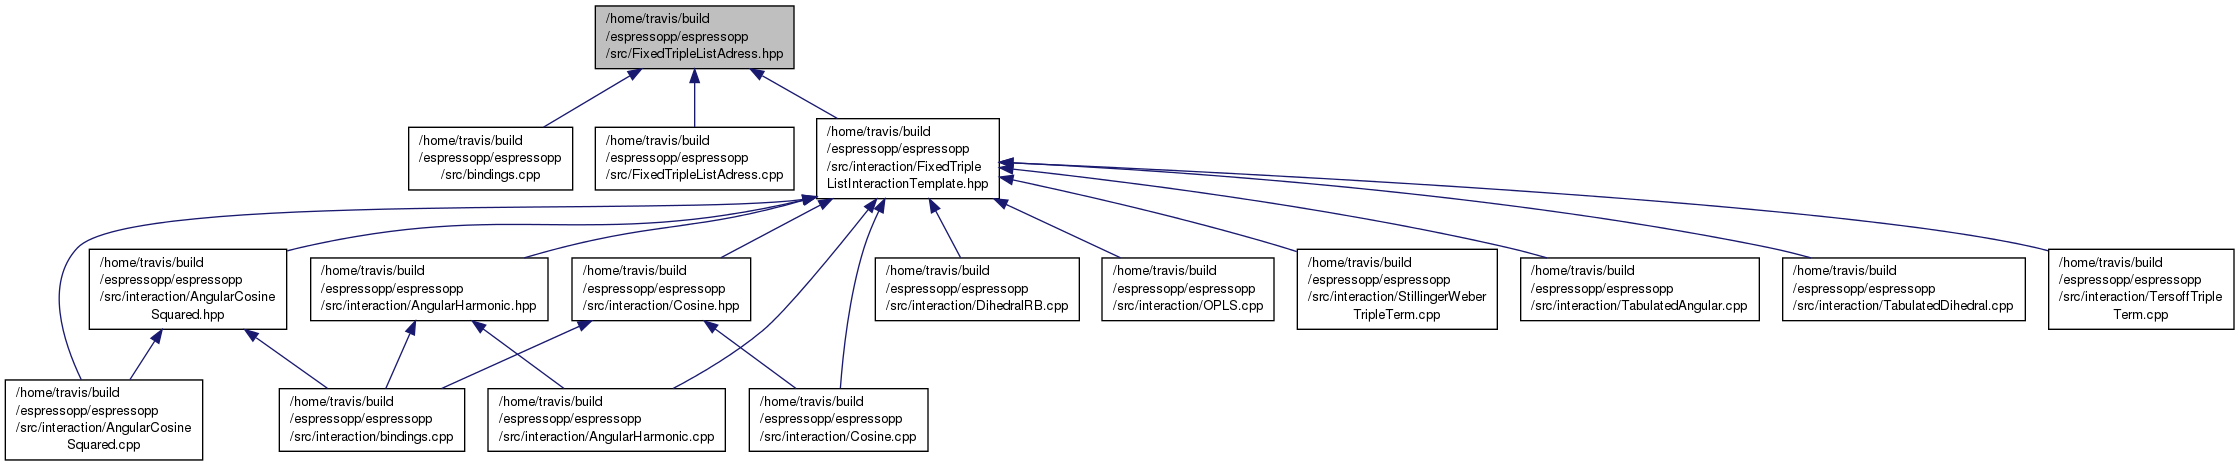 /home/travis/build
/espressopp/espressopp
/src/FixedTripleListAdress.hpp
/home/travis/build
/espressopp/espressopp
/src/bindings.cpp
/home/travis/build
/espressopp/espressopp
/src/FixedTripleListAdress.cpp
/home/travis/build
/espressopp/espressopp
/src/interaction/FixedTriple
ListInteractionTemplate.hpp
/home/travis/build
/espressopp/espressopp
/src/interaction/AngularCosine
Squared.hpp
/home/travis/build
/espressopp/espressopp
/src/interaction/AngularHarmonic.hpp
/home/travis/build
/espressopp/espressopp
/src/interaction/Cosine.hpp
/home/travis/build
/espressopp/espressopp
/src/interaction/DihedralRB.cpp
/home/travis/build
/espressopp/espressopp
/src/interaction/OPLS.cpp
/home/travis/build
/espressopp/espressopp
/src/interaction/StillingerWeber
TripleTerm.cpp
/home/travis/build
/espressopp/espressopp
/src/interaction/TabulatedAngular.cpp
/home/travis/build
/espressopp/espressopp
/src/interaction/TabulatedDihedral.cpp
/home/travis/build
/espressopp/espressopp
/src/interaction/TersoffTriple
Term.cpp
/home/travis/build
/espressopp/espressopp
/src/interaction/AngularCosine
Squared.cpp
/home/travis/build
/espressopp/espressopp
/src/interaction/bindings.cpp
/home/travis/build
/espressopp/espressopp
/src/interaction/AngularHarmonic.cpp
/home/travis/build
/espressopp/espressopp
/src/interaction/Cosine.cpp